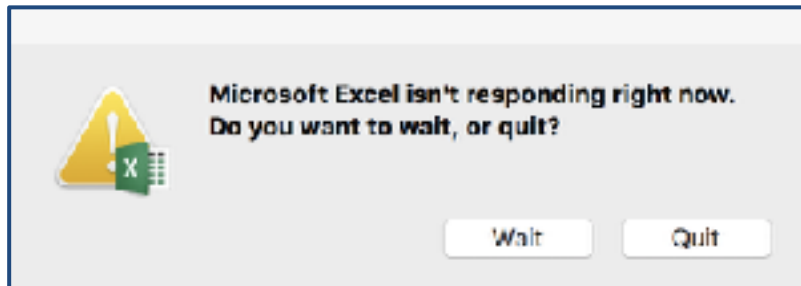 Microsoft Excel isn't responding right now.
Do you want to wait, or quit?
X
Wait
Quit